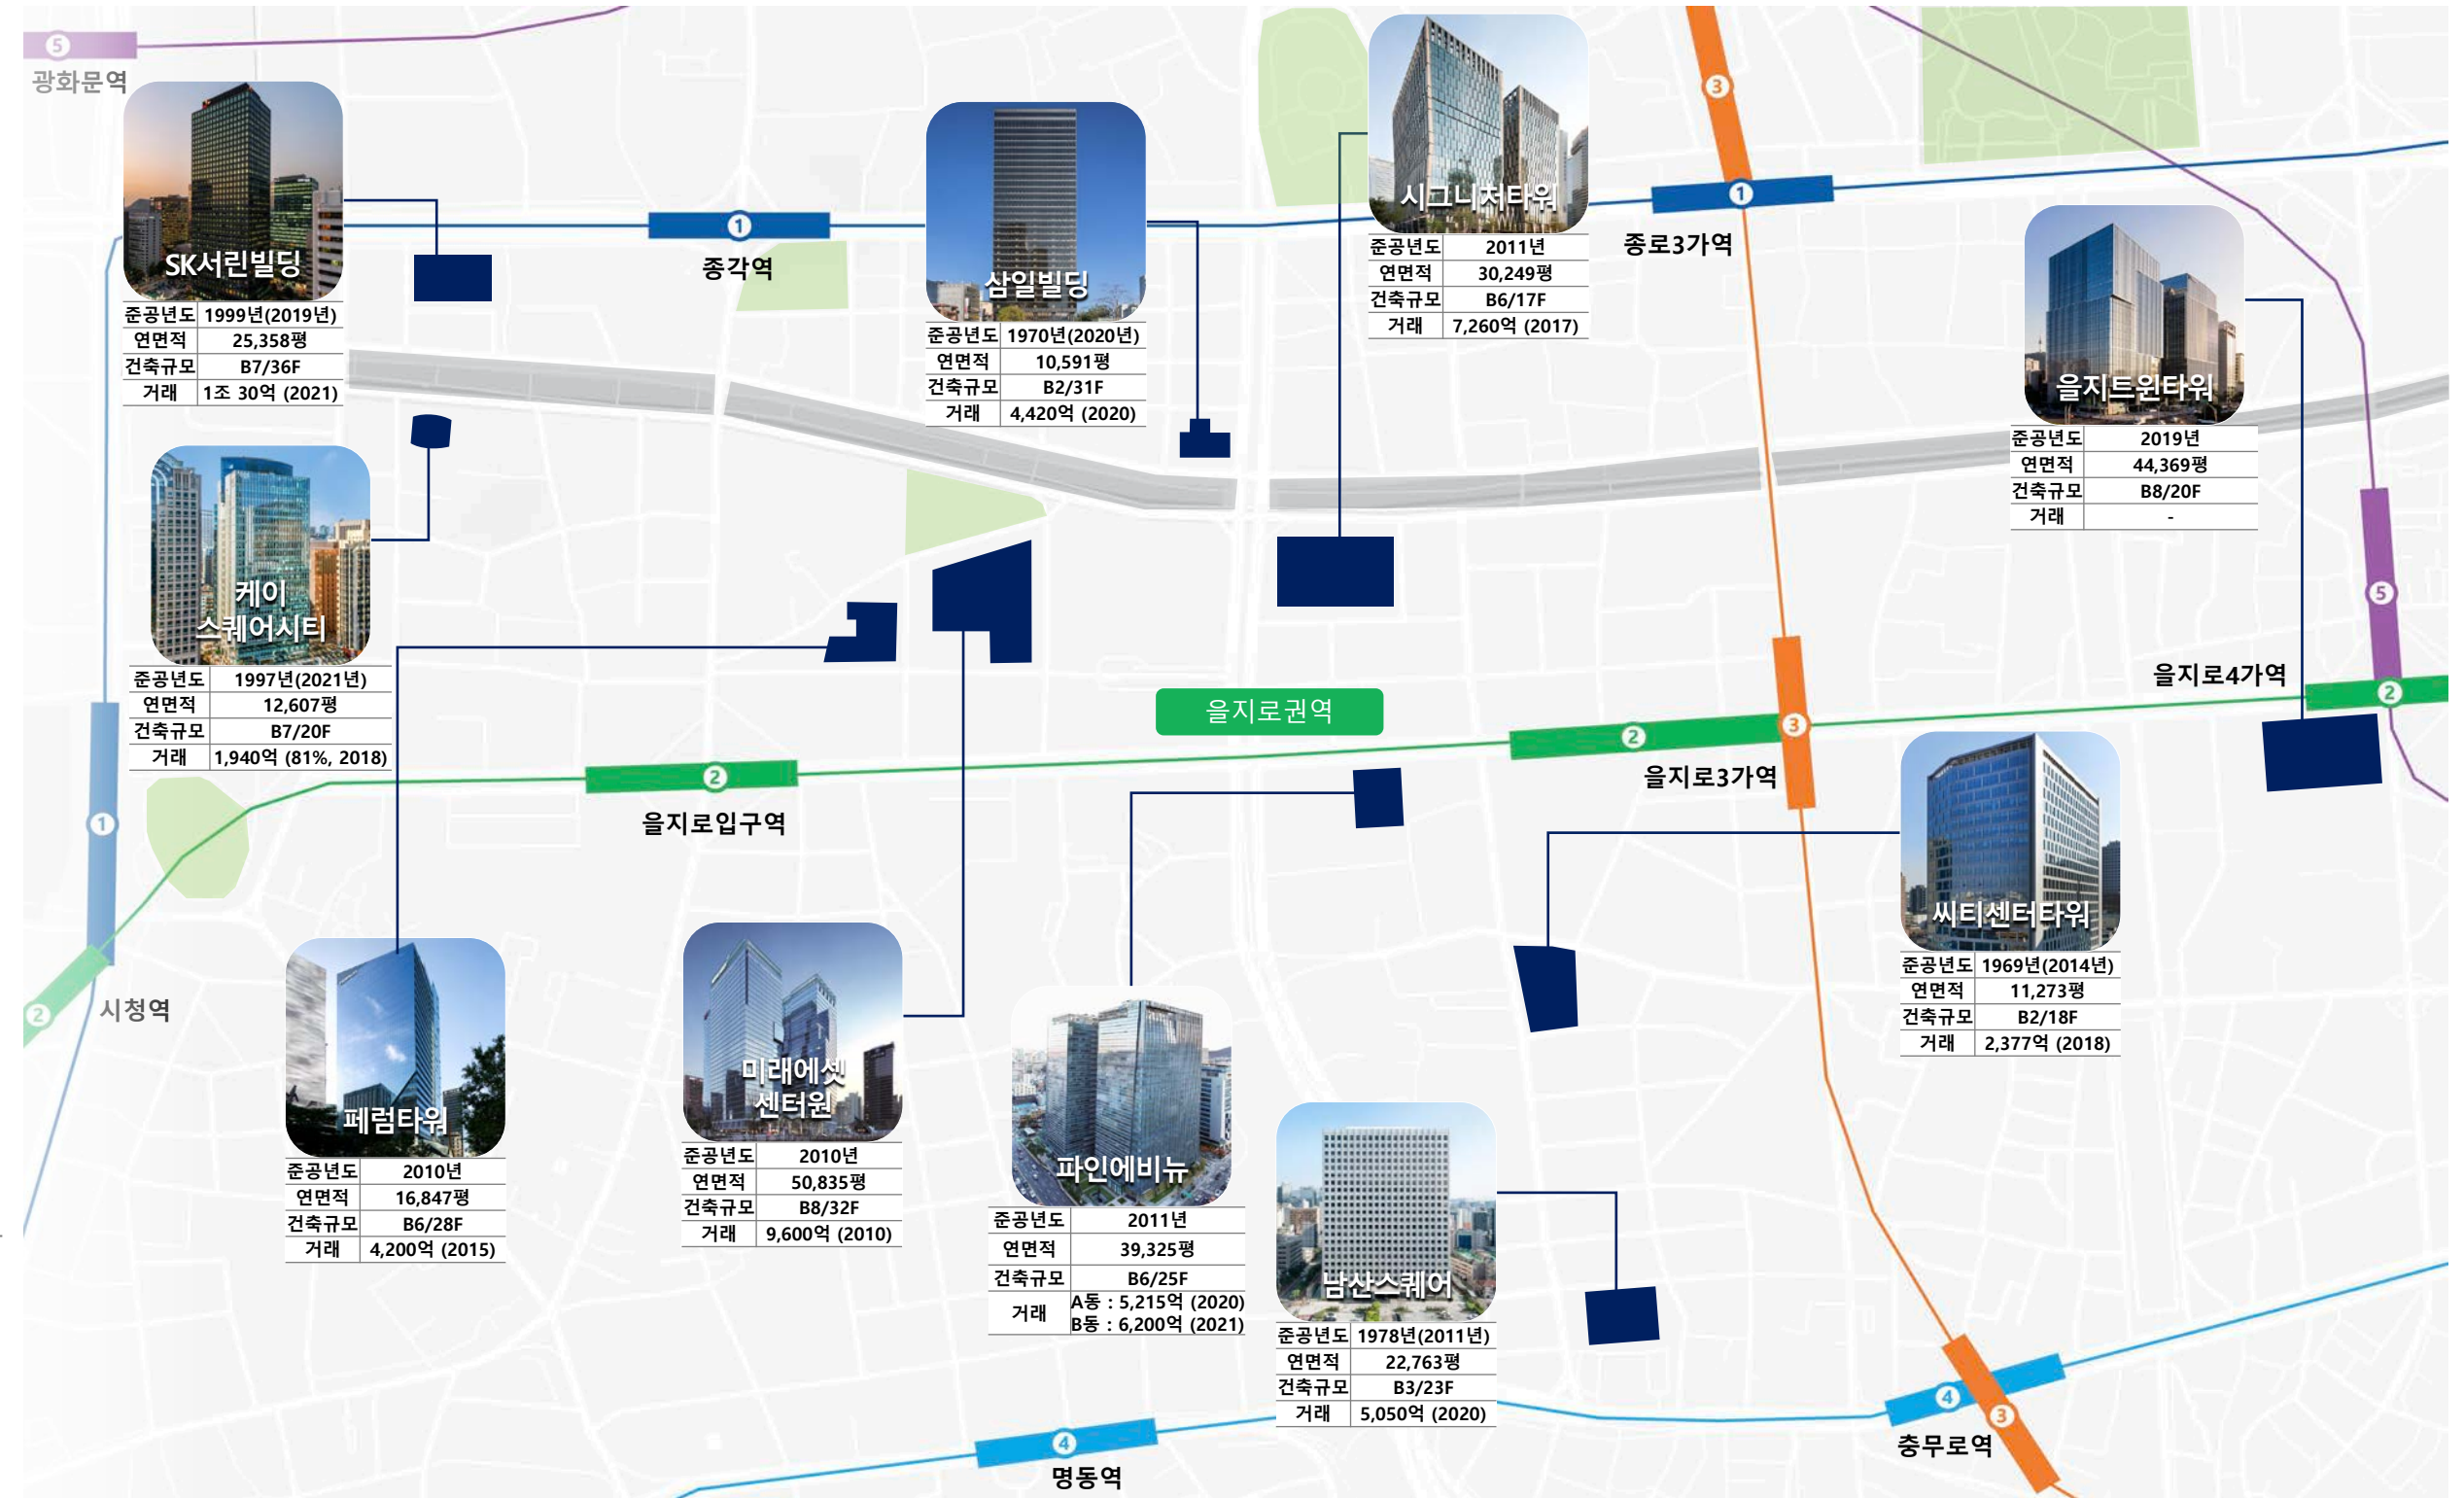 5
광화문역
SK서린빌딩
준공년도 1999년(2019년)
연면적 25,358평
건축규모 B7/36F
거래 1조 30억 (2021)
1
종각역
삼일빌딩
준공년도 1970년(2020년)
연면적 10,591평
건축규모 B2/31F
거래 4,420억 (2020)
시그니처타워
준공년도 2011년
연면적 30,249평
건축규모 B6/17F
거래 7,260억 (2017)
3
1
종로3가역
을지트윈타워
준공년도 2019년
연면적 44,369평
건축규모 B8/20F
거래 -
케이
스퀘어시티
준공년도 1997년(2021년)
연면적 12,607평
건축규모 B7/20F
거래 1,940억 (81%, 2018)
5
을지로4가역
2
을지로권역
2
3
을지로3가역
2
을지로입구역
1
2
시청역
씨티센터타워
준공년도 1969년(2014년)
연면적 11,273평
건축규모 B2/18F
거래 2,377억 (2018)
페럼타워
준공년도 2010년
연면적 16,847평
건축규모 B6/28F
거래 4,200억 (2015)
미래에셋
센터원
준공년도 2010년
연면적 50,835평
건축규모 B8/32F
거래 9,600억 (2010)
파인에비뉴
준공년도 2011년
연면적 39,325평
건축규모 B6/25F
거래 A동 : 5,215억 (2020)
B동 : 6,200억 (2021)
남산스퀘어
준공년도 1978년(2011년)
연면적 22,763평
건축규모 B3/23F
거래 5,050억 (2020)
4
명동역
4
3
충무로역